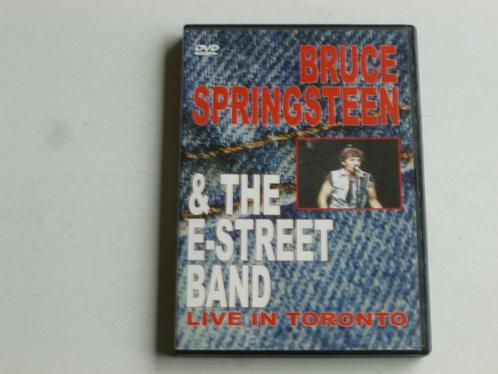 DVD
BRUCE
SPRINGSTEEN
& THE
E-STREET
BAND
LIVE IN TORONTO